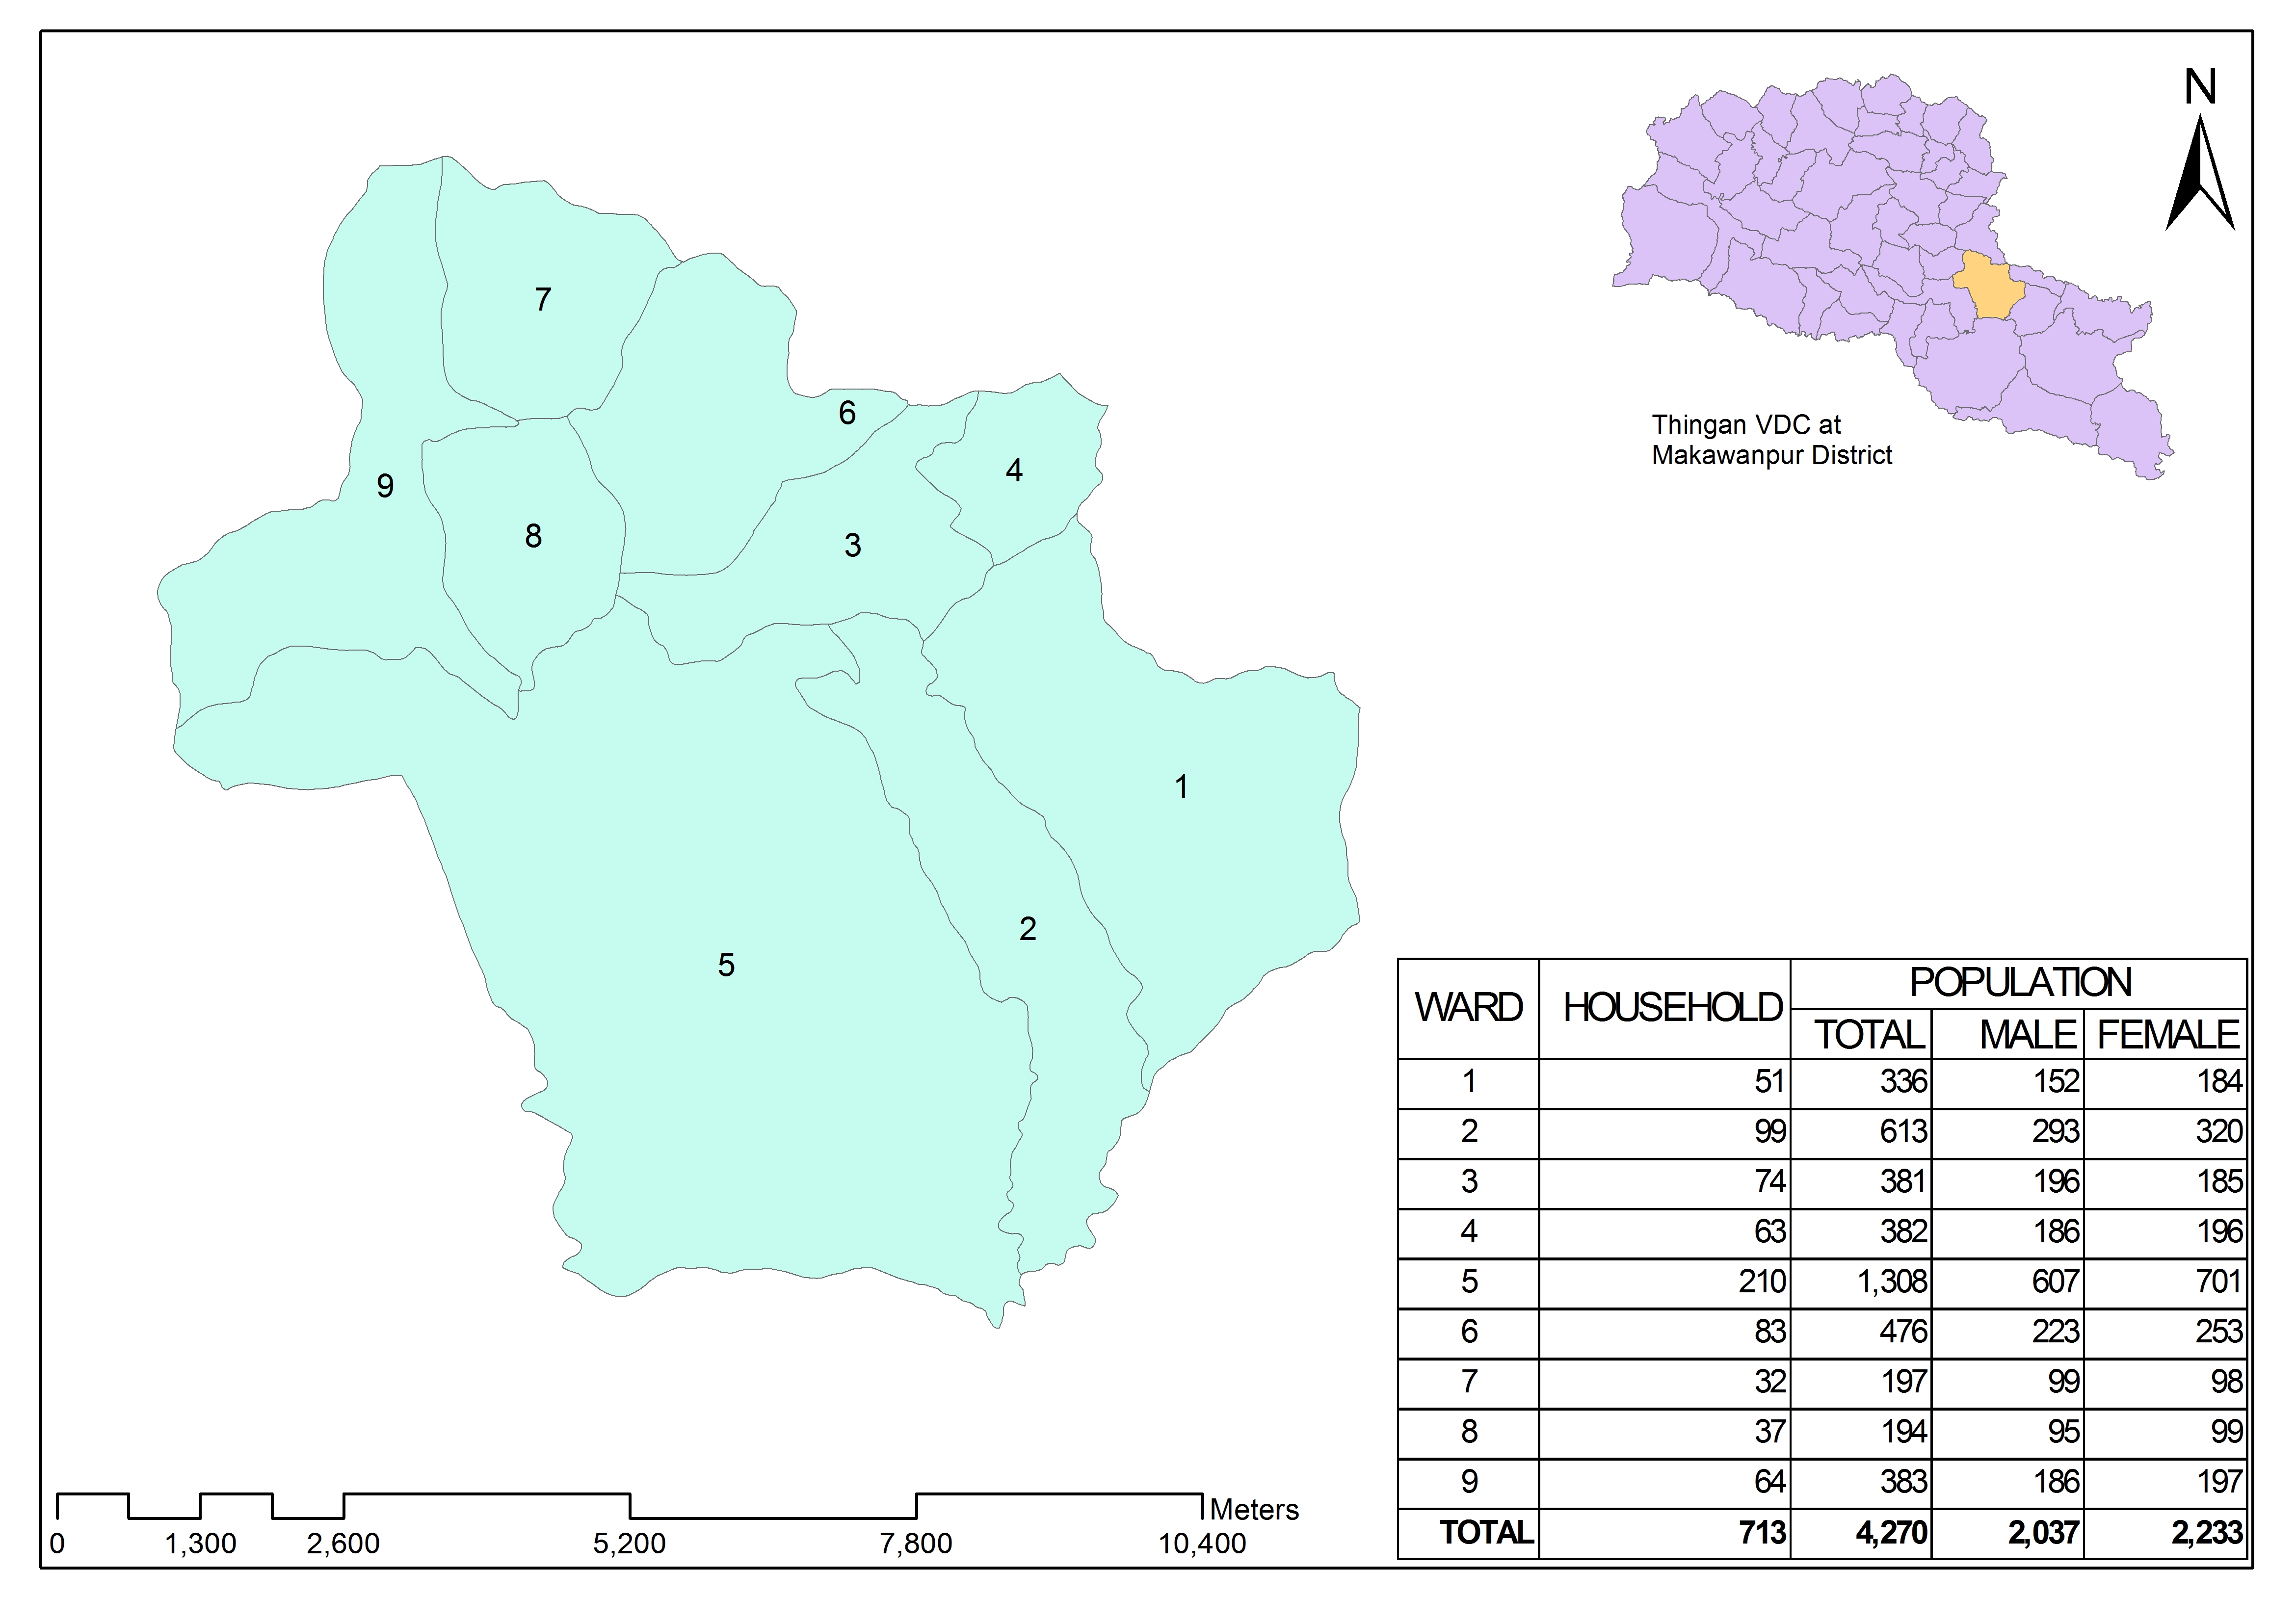 N
Thingan VDC at
Makawanpur District
7
6
4
9
8
3
1
2
5
WARD HOUSEHOLD POPULATION
TOTAL MALE FEMALE
1 51 336 152 184
2 99 613 293 320
3 74 381 196 185
4 63 382 186 196
5 210 1,308 607 701
6 83 476 223 253
7 32 197 99 98
8 37 194 95 99
9 64 383 186 197
TOTAL 713 4,270 2,037 2,233
Meters
0 1,300 2,600 5,200 7,800 10,400